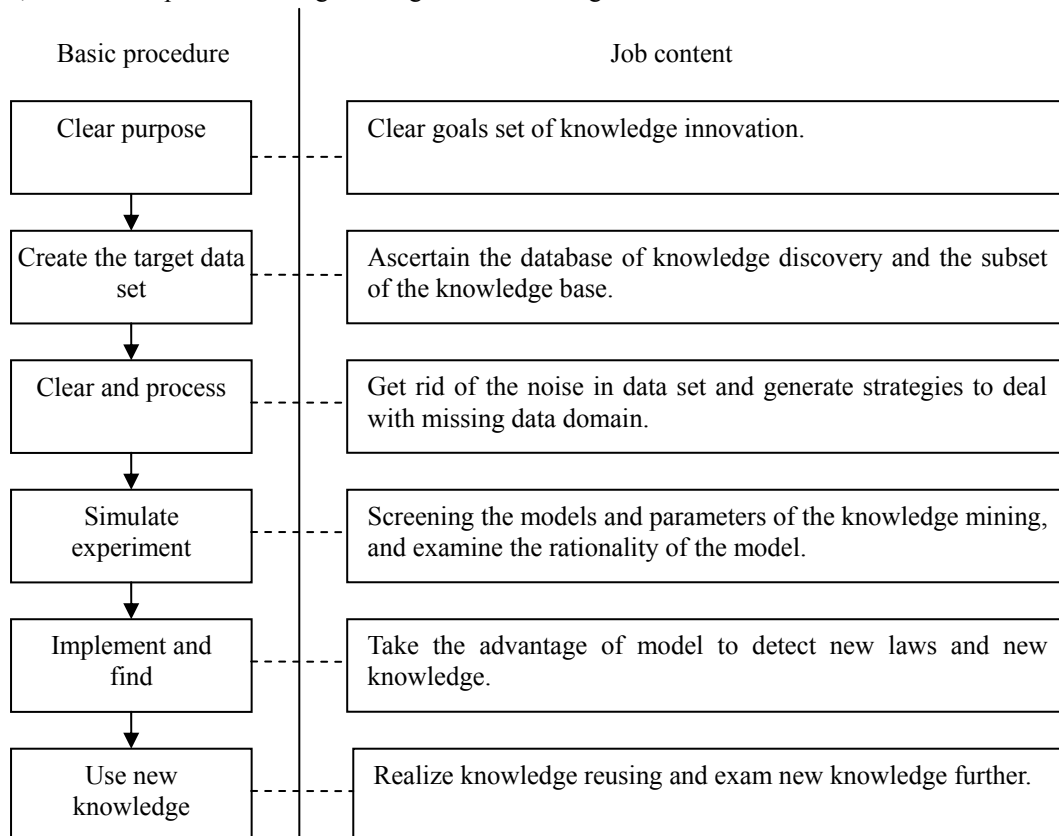 Basic procedure
Job content
Clear purpose
Clear goals set of knowledge innovation.
Create the target data
set
Ascertain the database of knowledge discovery and the subset
of the knowledge base.
Clear and process
Get rid of the noise in data set and generate strategies to deal
with missing data domain.
Simulate
experiment
Screening the models and parameters of the knowledge mining,
and examine the rationality of the model.
Implement and
find
Take the advantage of model to detect new laws and new
knowledge.
Use new
knowledge
Realize knowledge reusing and exam new knowledge further.